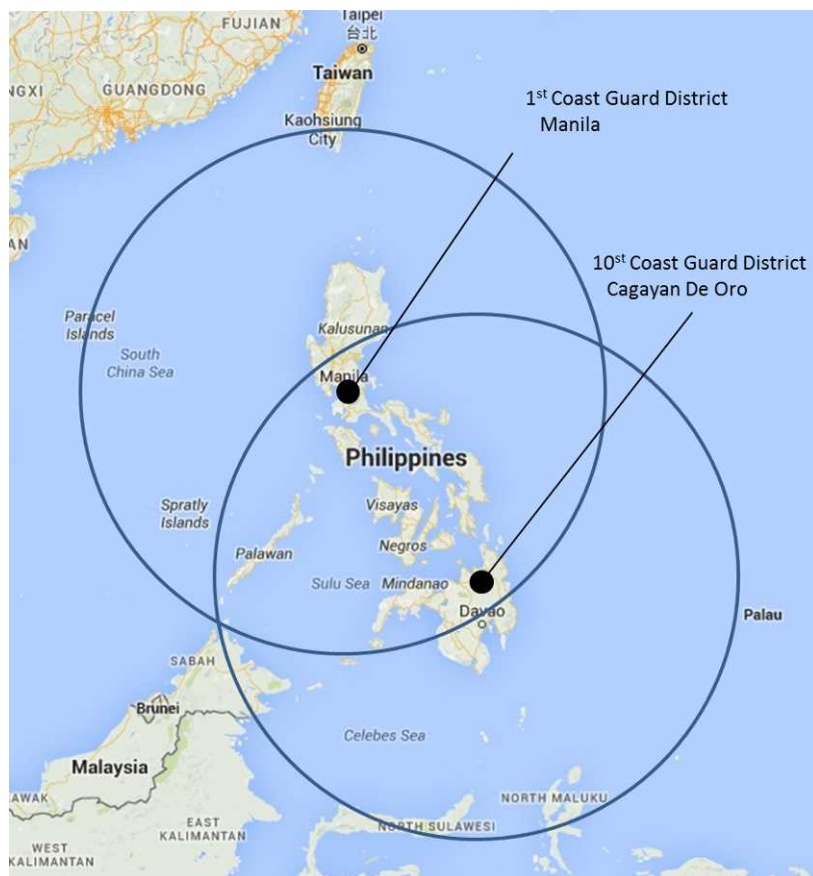 FUJIAN
Taipei
台北
NGXI
GUANGDONG
Taiwan
Kaohsiung
City
1st Coast Guard District
Manila
AN
10st Coast Guard District
Cagayan De Oro
Paracel
Islands
Kalusunan
South
China Sea
Manila
Philippines
Spratly
Islands
Visayas
Palawan
Negros
Sulu Sea
Mindanao
Davao
Palau
SABAH
Brunei
Celebes Sea
Malaysia
AWAK
NORTH MALUKU
EAST
KALIMANTAN
NORTH SULAWESI
WEST
KALIMANTAN